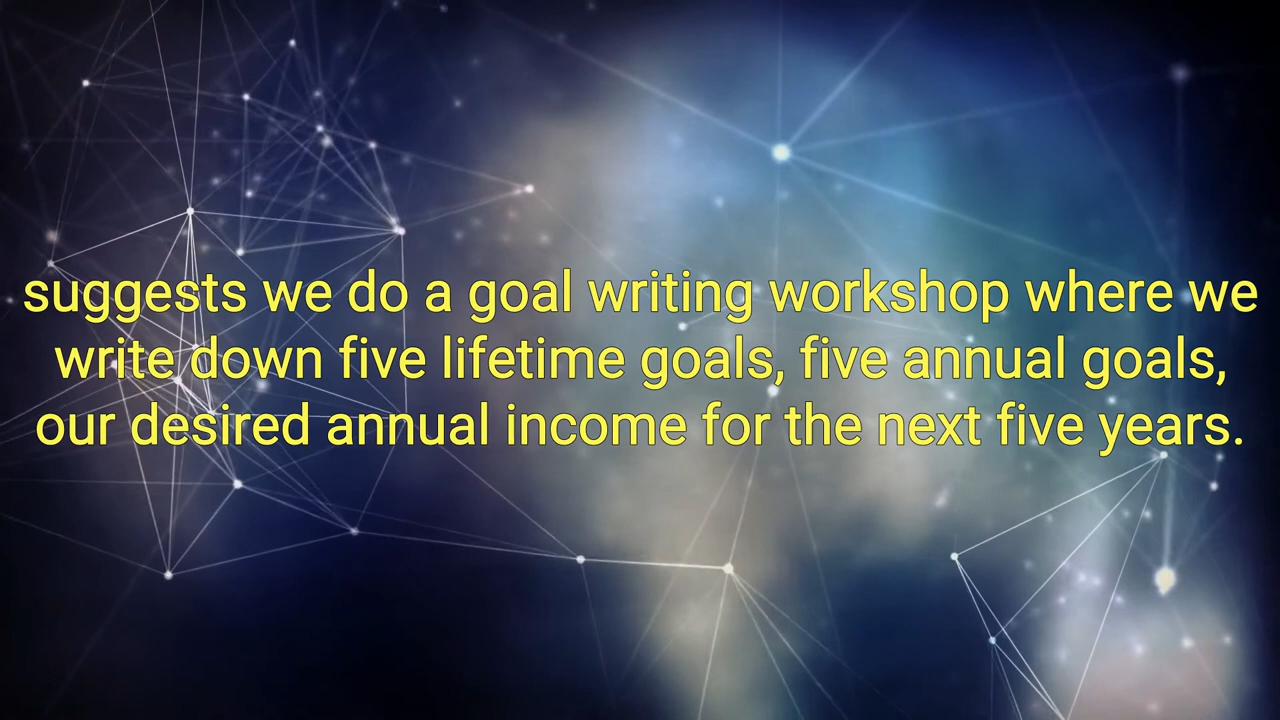 suggests we do a goal writing workshop where we
write down five lifetime goals, five annual goals,
our desired annual income for the next five years.